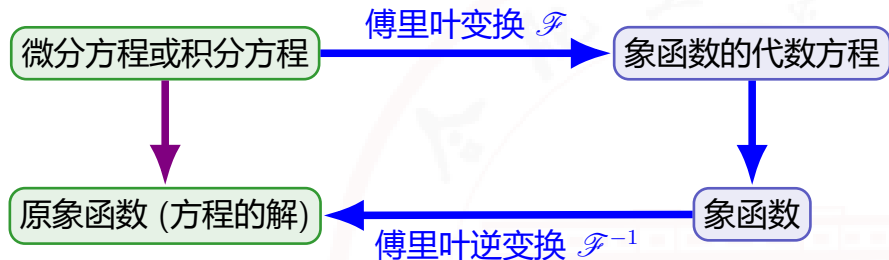 傅里叶变换 ℱ
微分方程或积分方程
象函数的代数方程
原象函数 (方程的解)
象函数
傅里叶逆变换 ℱ⁻¹